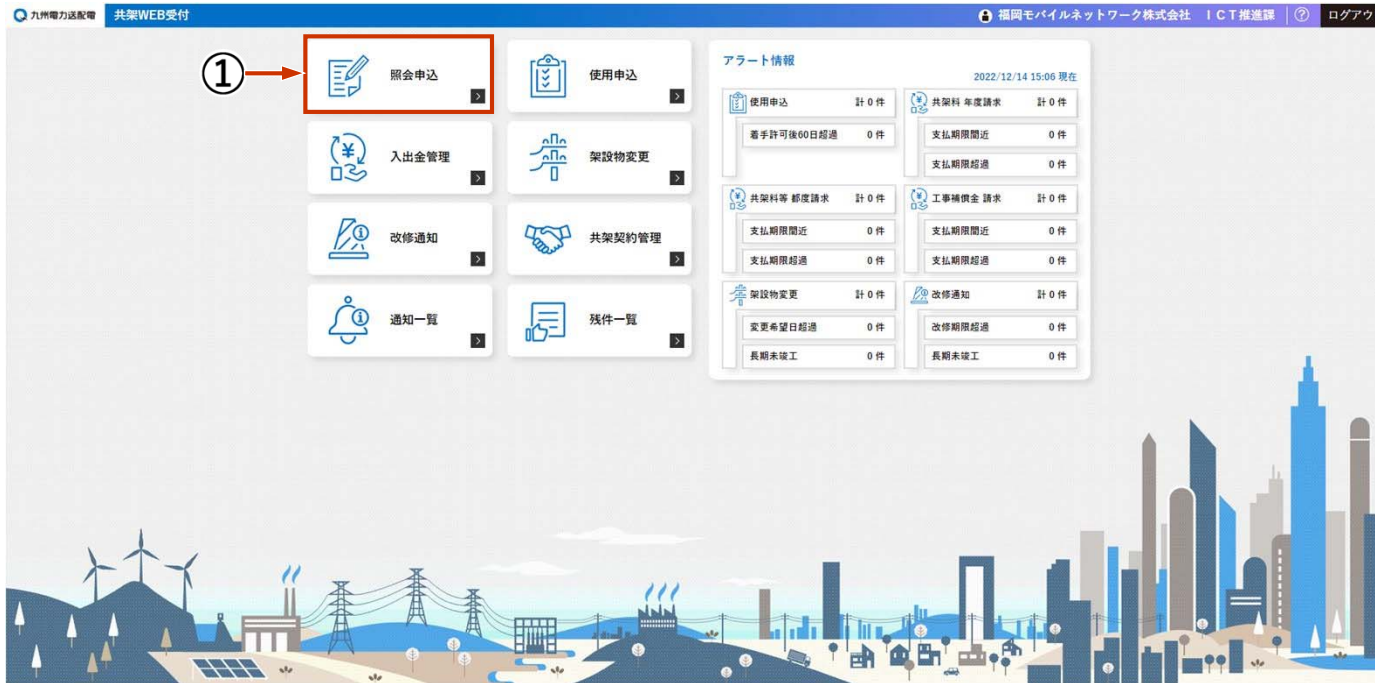 九州電力送配電 共架WEB受付 福岡モバイルネットワーク株式会社 ICT推進課 ? ログアウ
①
照会申込
使用申込
入出金管理
架設物変更
改修通知
共架契約管理
通知一覧
残件一覧
アラート情報
2022/12/14 15:06 現在
使用申込 計 0 件
着手許可後60日超過 0 件
共架料 年度請求 計 0 件
支払期限間近 0 件
支払期限超過 0 件
共架料等 都度請求 計 0 件
支払期限間近 0 件
支払期限超過 0 件
工事補償金 請求 計 0 件
支払期限間近 0 件
支払期限超過 0 件
架設物変更 計 0 件
変更希望日超過 0 件
長期未竣工 0 件
改修通知 計 0 件
改修期限超過 0 件
長期未竣工 0 件